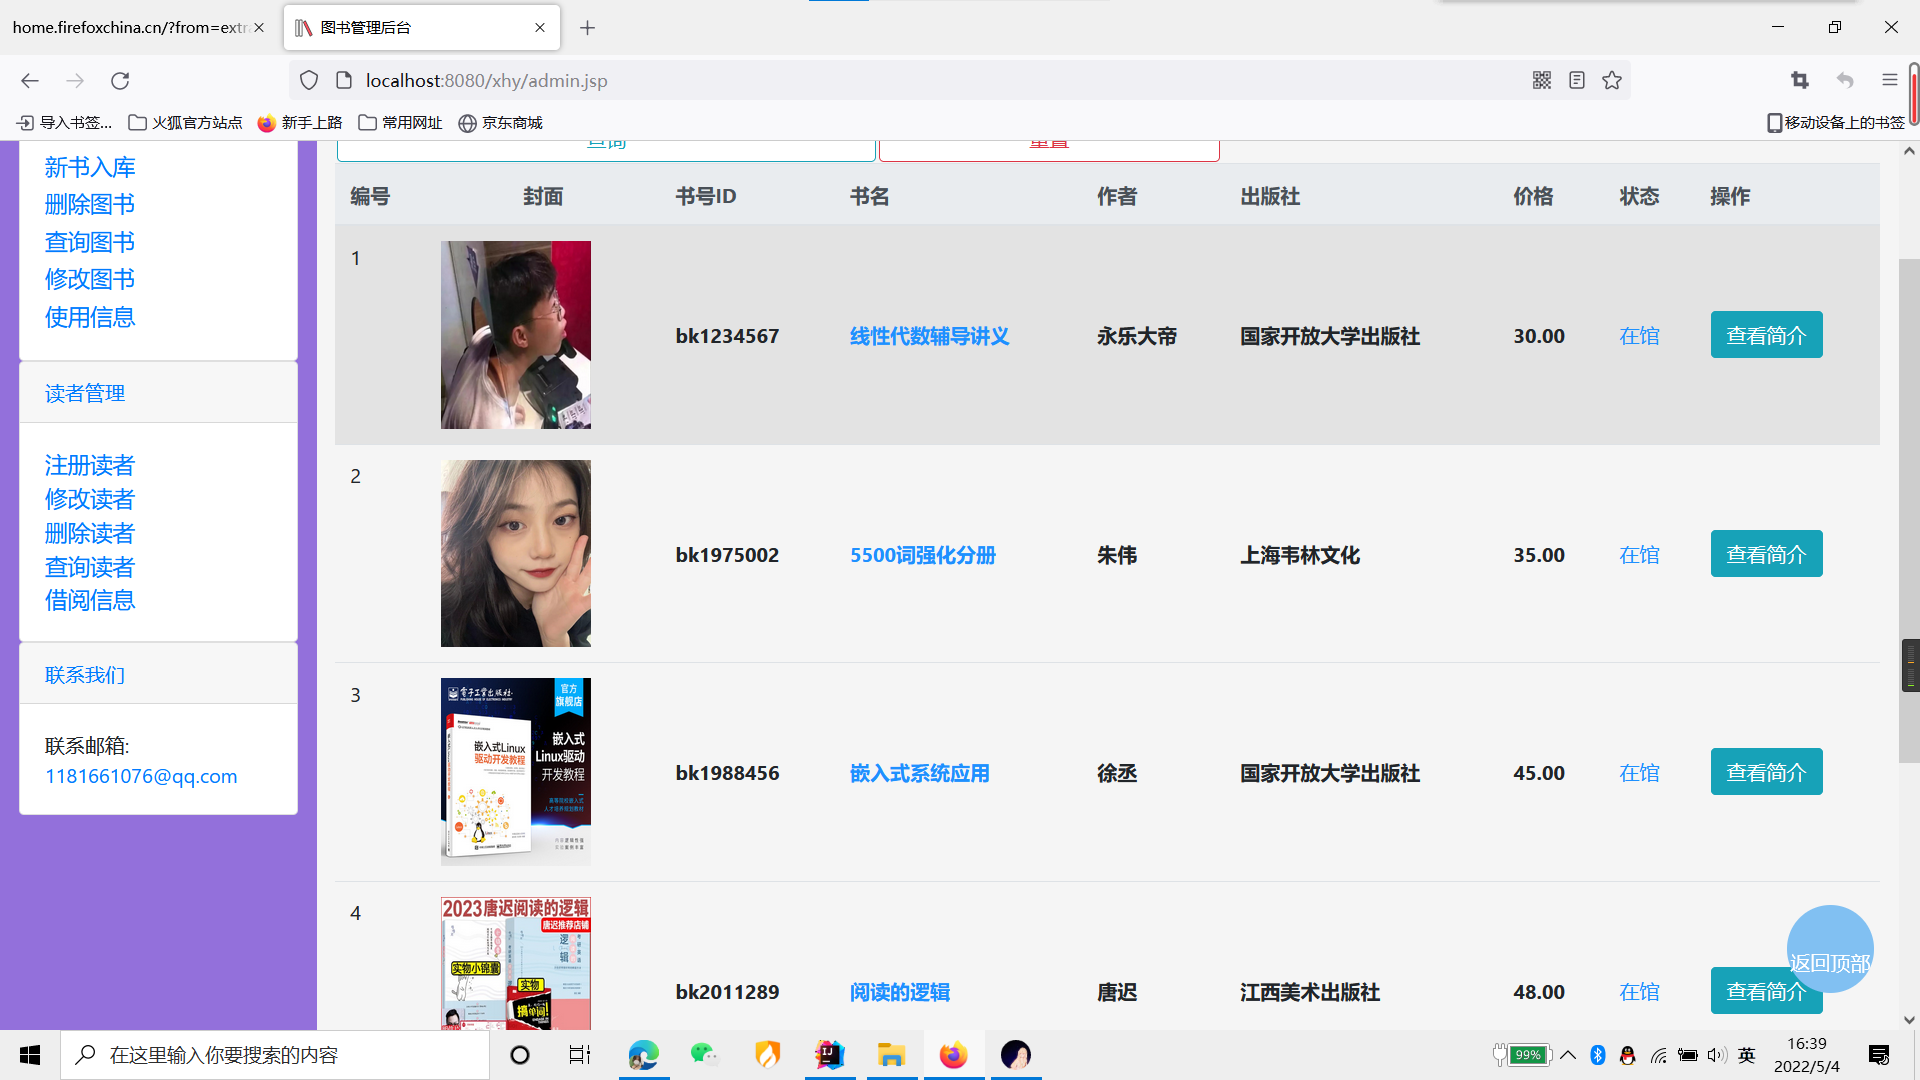 home.firefoxchina.cn/?from=extr
图书管理后台
localhost:8080/xhy/admin.jsp
导入书签...
火狐官方站点
新手上路
常用网址
京东商城
移动设备上的书签
查询
重置
新书入库
删除图书
查询图书
修改图书
使用信息
读者管理
注册读者
修改读者
删除读者
查询读者
借阅信息
联系我们
联系邮箱:
1181661076@qq.com
编号 封面 书号ID 书名 作者 出版社 价格 状态 操作
1 bk1234567 线性代数辅导讲义 永乐大帝 国家开放大学出版社 30.00 在馆 查看简介
2 bk1975002 5500词强化分册 朱伟 上海韦林文化 35.00 在馆 查看简介
3 bk1988456 嵌入式系统应用 徐丞 国家开放大学出版社 45.00 在馆 查看简介
电子工业出版社
官方
旗舰店
嵌入式Linux
驱动开发教程
嵌入式
Linux驱动
开发教程
4 bk2011289 阅读的逻辑 唐迟 江西美术出版社 48.00 在馆 查看简介
2023唐迟阅读的逻辑
唐迟推荐店铺
逻辑
实物小锦囊
实物
搞单词!
返回顶部
在这里输入你要搜索的内容
99%
英
16:39
2022/5/4